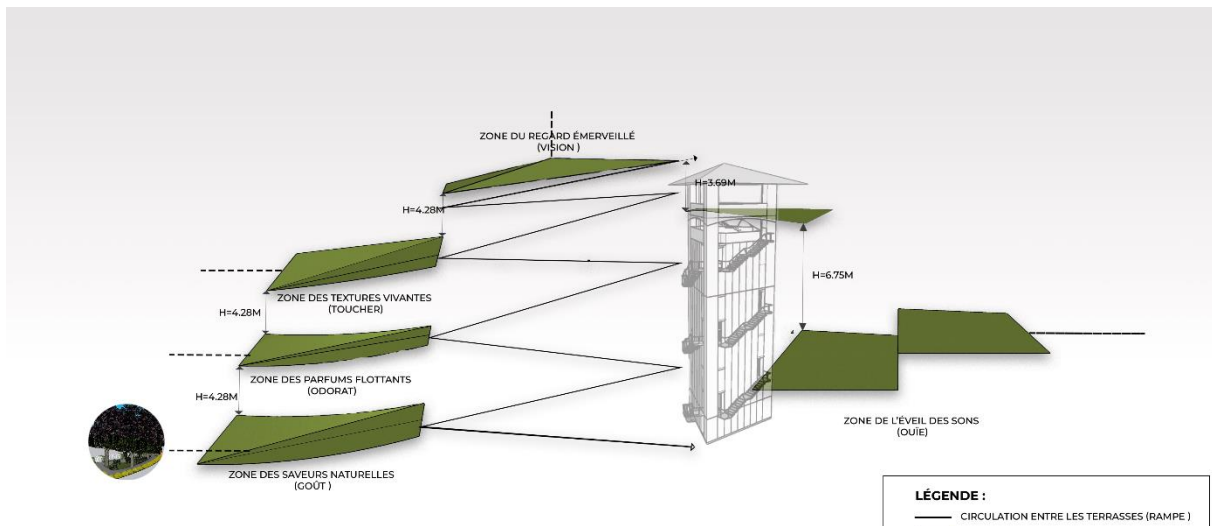 ZONE DU REGARD ÉMERVEILLÉ
(VISION )
H=3.69M
H=4.28M
H=6.75M
ZONE DES TEXTURES VIVANTES
(TOUCHER)
H=4.28M
ZONE DES PARFUMS FLOTTANTS
(ODORAT)
H=4.28M
ZONE DE L'ÉVEIL DES SONS
(OUÏE)
ZONE DES SAVEURS NATURELLES
(GOÛT )
LÉGENDE :
CIRCULATION ENTRE LES TERRASSES (RAMPE )